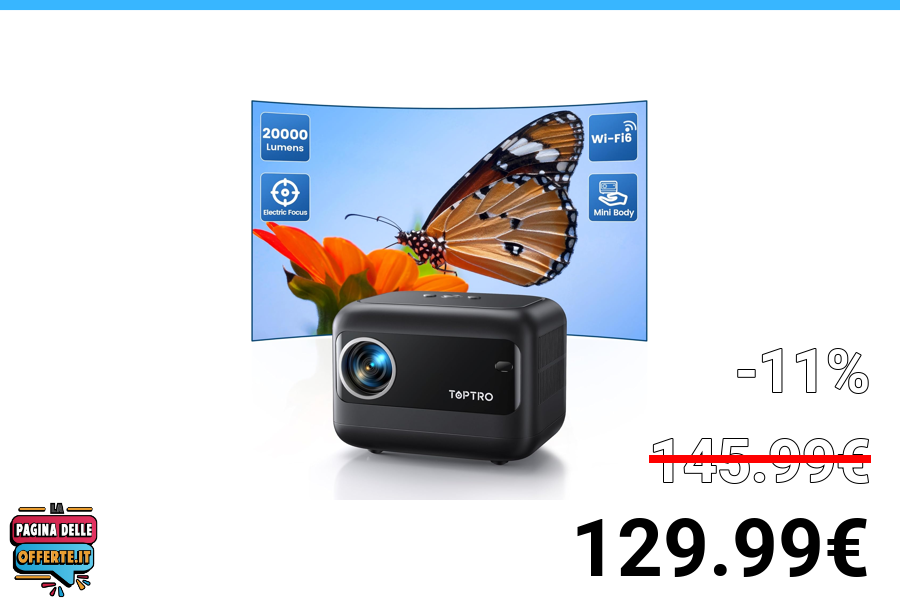 20000
Lumens
Wi-Fi6
Electric Focus
Mini Body
TOPTRO
-11%
145.99€
129.99€
LA
PAGINA DELLE
OFFERTE.IT